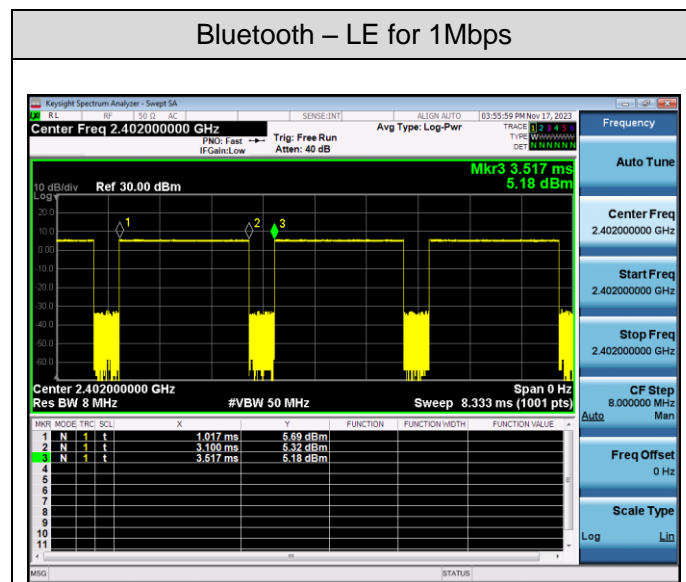 Bluetooth – LE for 1Mbps
Keysight Spectrum Analyzer - Swept SA
RL RF 50 Ω AC SENSE:INT ALIGN AUTO 03:55:59 PM Nov 17, 2023
Center Freq 2.402000000 GHz
PNO: Fast
IFGain:Low
Trig: Free Run
Atten: 40 dB
Avg Type: Log-Pwr
TRACE 1 2 3 4 5 6
TYPE WWWWWW
DET N N N N N N
Mkr3 3.517 ms
5.18 dBm
10 dB/div Ref 30.00 dBm
Log
20.0
10.0
0.00
-10.0
-20.0
-30.0
-40.0
-50.0
-60.0
1 2 3
Center 2.402000000 GHz Span 0 Hz
Res BW 8 MHz #VBW 50 MHz Sweep 8.333 ms (1001 pts)
MKR MODE TRC SCL X Y FUNCTION FUNCTION WIDTH FUNCTION VALUE
1 N 1 t 1.017 ms 5.69 dBm
2 N 1 t 3.100 ms 5.32 dBm
3 N 1 t 3.517 ms 5.18 dBm
4
5
6
7
8
9
10
11
MSG STATUS
Frequency
Auto Tune
Center Freq
2.402000000 GHz
Start Freq
2.402000000 GHz
Stop Freq
2.402000000 GHz
CF Step
8.000000 MHz
Auto Man
Freq Offset
0 Hz
Scale Type
Log Lin